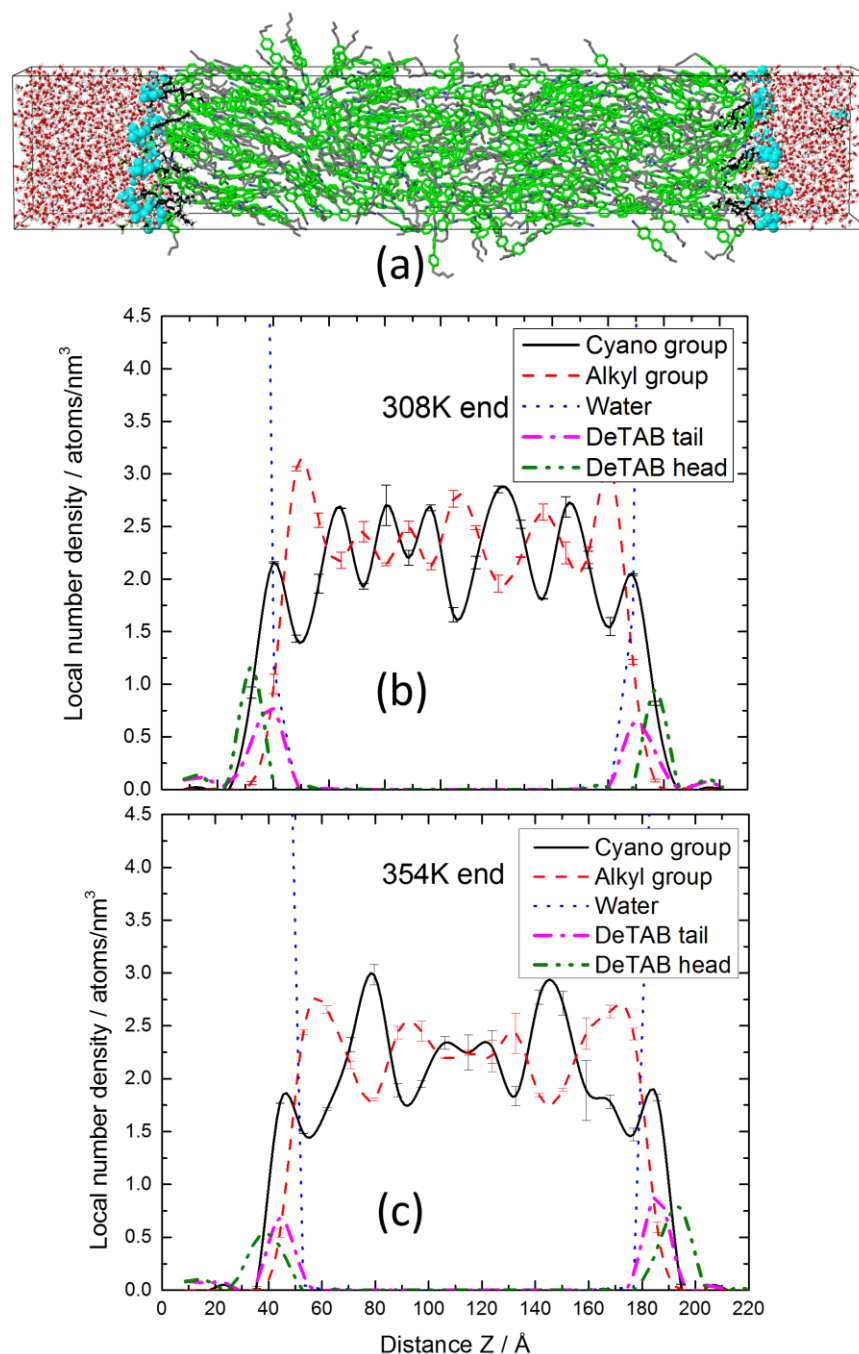 (a)
Local number density / atoms/nm³
4.5
4.0
3.5
3.0
2.5
2.0
1.5
1.0
0.5
0.0
308K end
Cyano group
Alkyl group
Water
DeTAB tail
DeTAB head
(b)
Local number density / atoms/nm³
4.5
4.0
3.5
3.0
2.5
2.0
1.5
1.0
0.5
0.0
354K end
Cyano group
Alkyl group
Water
DeTAB tail
DeTAB head
(c)
0 20 40 60 80 100 120 140 160 180 200 220
Distance Z / Å